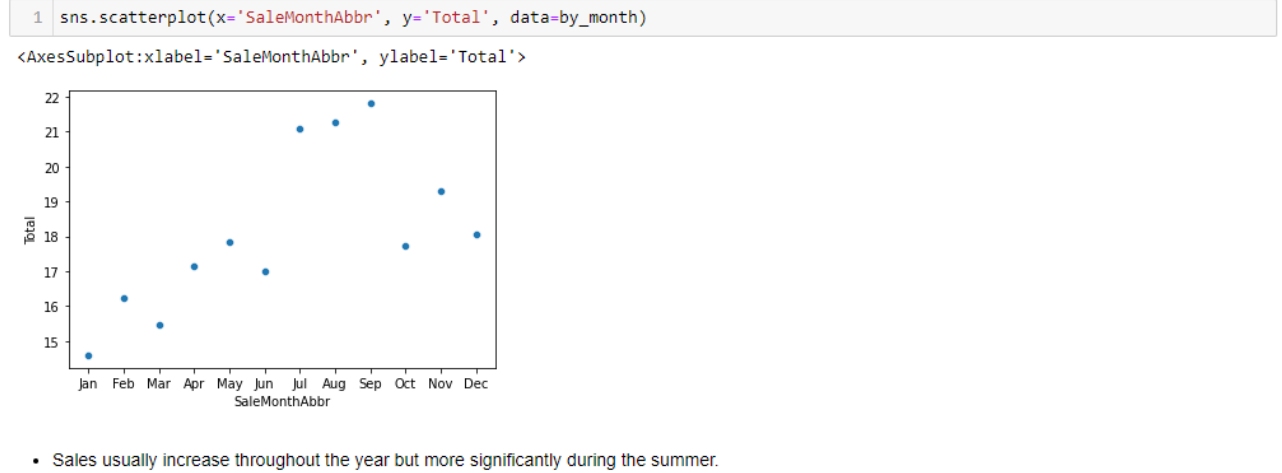 1 sns.scatterplot(x='SaleMonthAbbr', y='Total', data=by_month)
<AxesSubplot:xlabel='SaleMonthAbbr', ylabel='Total'>
22
21
20
19
18
17
16
15
Total
Jan Feb Mar Apr May Jun Jul Aug Sep Oct Nov Dec
SaleMonthAbbr
• Sales usually increase throughout the year but more significantly during the summer.